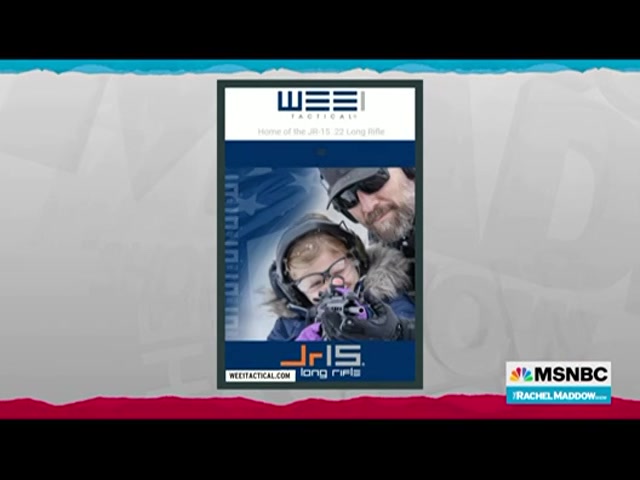 WEE1
TACTICAL
Home of the JR-15 .22 Long Rifle
Jr15.
long rifle
WEE1TACTICAL.COM
MSNBC
THE RACHEL MADDOW SHOW